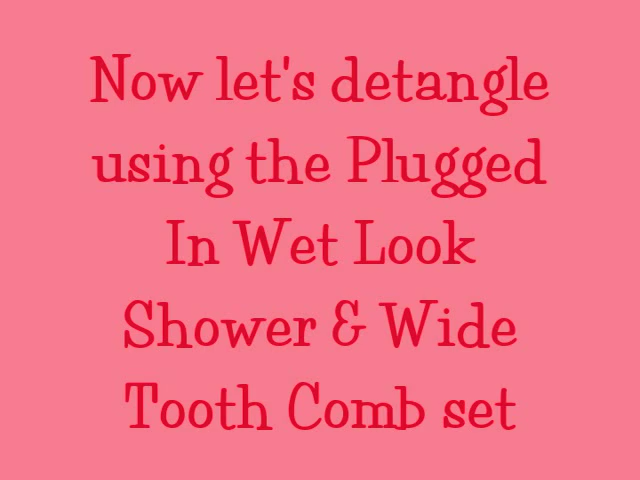 Now let's detangle
using the Plugged
In Wet Look
Shower & Wide
Tooth Comb set